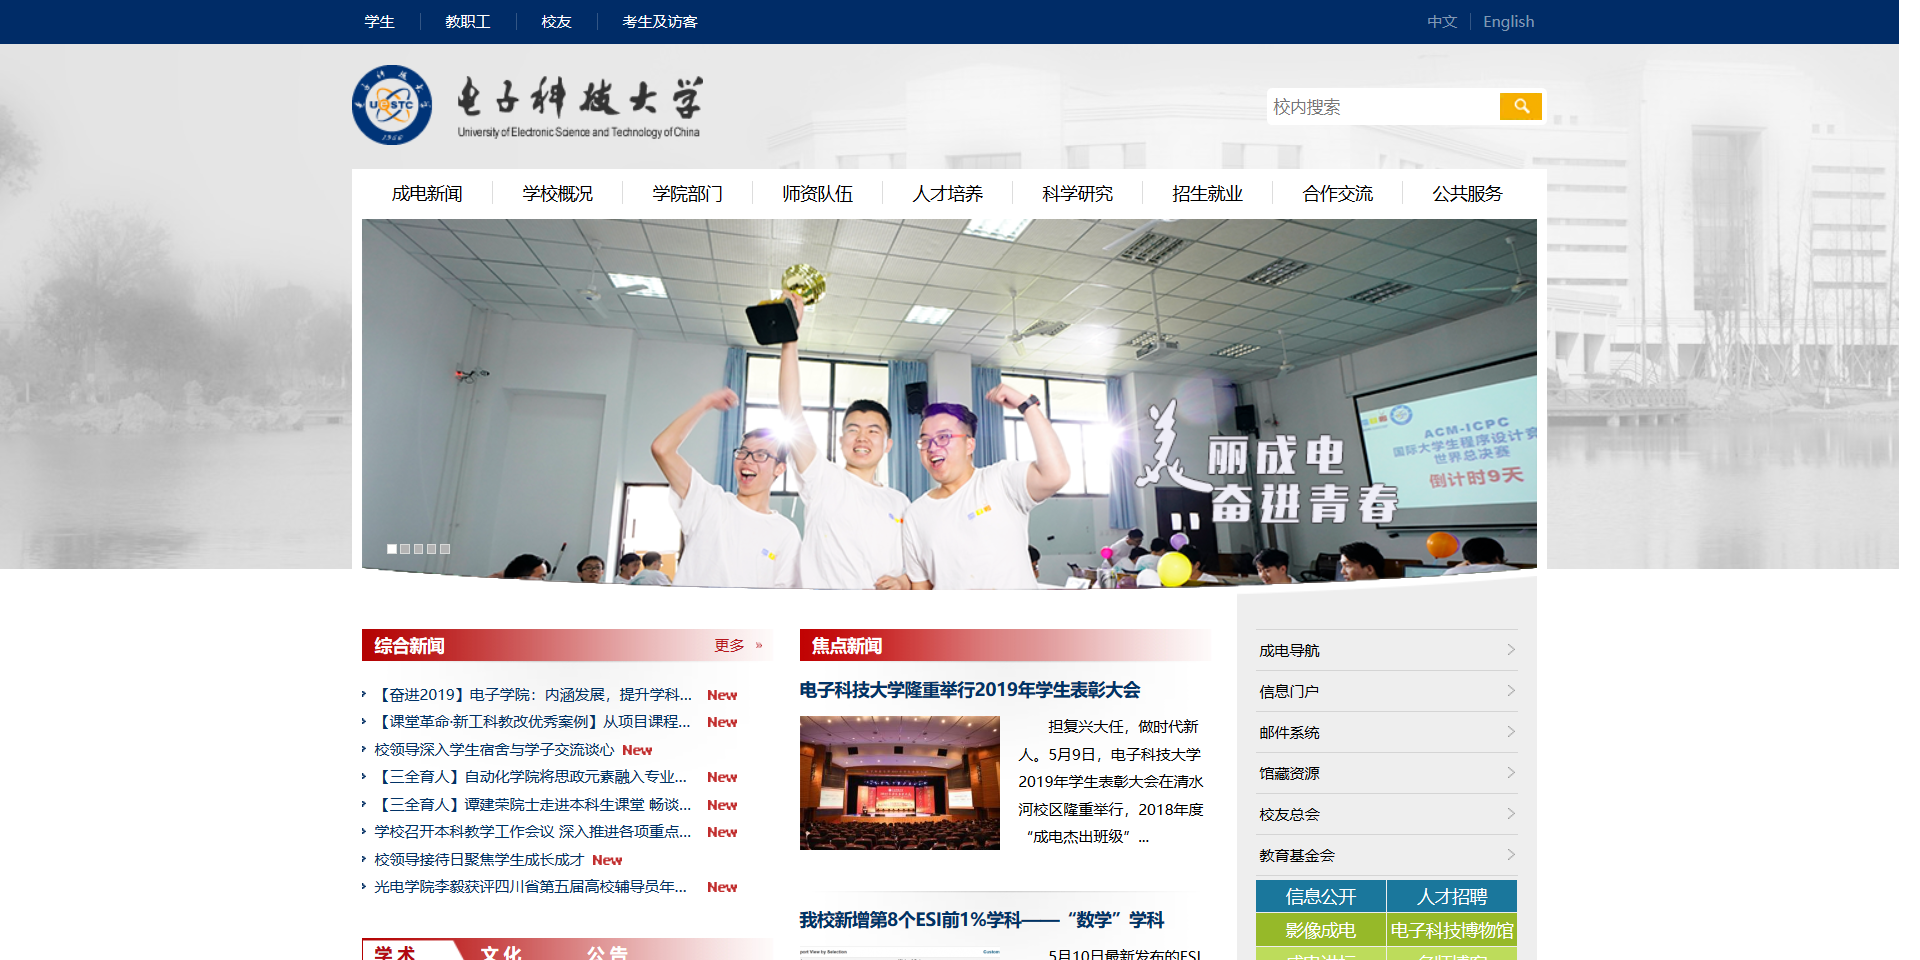 学生 教职工 校友 考生及访客 中文 English
UESTC
1956
电子科技大学
University of Electronic Science and Technology of China
校内搜索
成电新闻 学校概况 学院部门 师资队伍 人才培养 科学研究 招生就业 合作交流 公共服务
ACM-ICPC
国际大学生程序设计竞
世界总决赛
倒计时9天
美丽成电
奋进青春
综合新闻 更多 »
【奋进2019】电子学院：内涵发展，提升学科... New
【课堂革命·新工科教改优秀案例】从项目课程... New
校领导深入学生宿舍与学子交流谈心 New
【三全育人】自动化学院将思政元素融入专业... New
【三全育人】谭建荣院士走进本科生课堂 畅谈... New
学校召开本科教学工作会议 深入推进各项重点... New
校领导接待日聚焦学生成长成才 New
光电学院李毅获评四川省第五届高校辅导员年... New
学术 文化 公告
焦点新闻
电子科技大学隆重举行2019年学生表彰大会
担复兴大任，做时代新
人。5月9日，电子科技大学
2019年学生表彰大会在清水
河校区隆重举行，2018年度
“成电杰出班级”...
我校新增第8个ESI前1%学科——“数学”学科
port View by Selection Custom
5月10日最新发布的ESI
成电导航
信息门户
邮件系统
馆藏资源
校友总会
教育基金会
信息公开 人才招聘
影像成电 电子科技博物馆
成电讲坛 名师博客